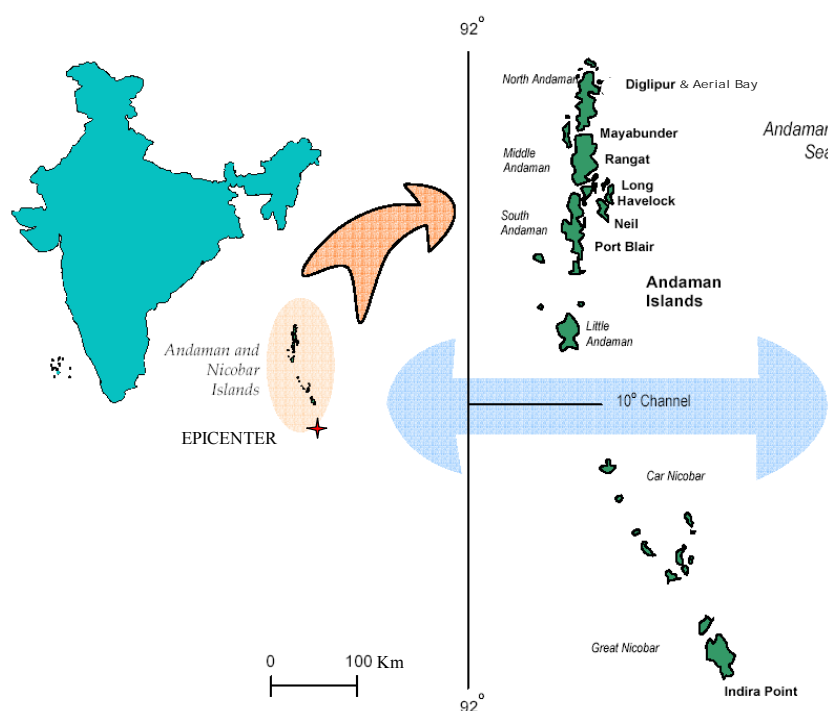 92°
North Andaman
Diglipur & Aerial Bay
Mayabunder
Andaman
Sea
Middle
Andaman
Rangat
Long
Havelock
South
Andaman
Neil
Port Blair
Andaman
Islands
Little
Andaman
Andaman and
Nicobar
Islands
EPICENTER
10° Channel
Car Nicobar
Great Nicobar
0 100 Km
Indira Point
92°